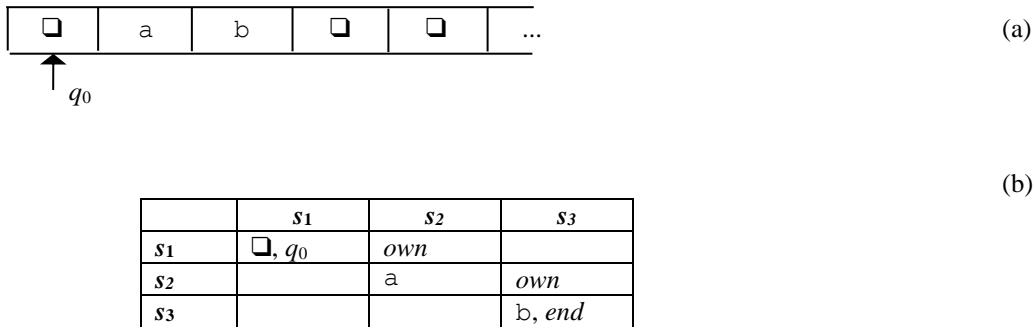 ❑ a b ❑ ❑ ... (a)
q0
(b)
s1 s2 s3
s1 ❑, q0 own
s2 a own
s3 b, end